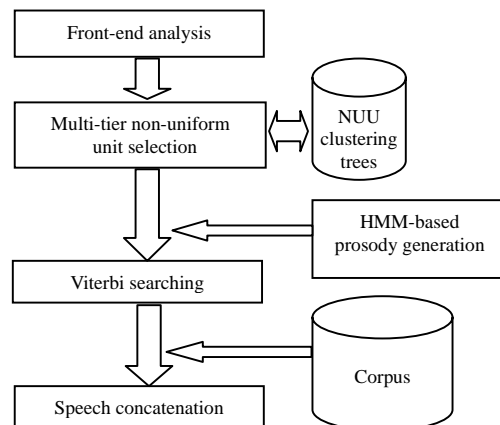 Front-end analysis
Multi-tier non-uniform
unit selection
NUU
clustering
trees
HMM-based
prosody generation
Viterbi searching
Corpus
Speech concatenation